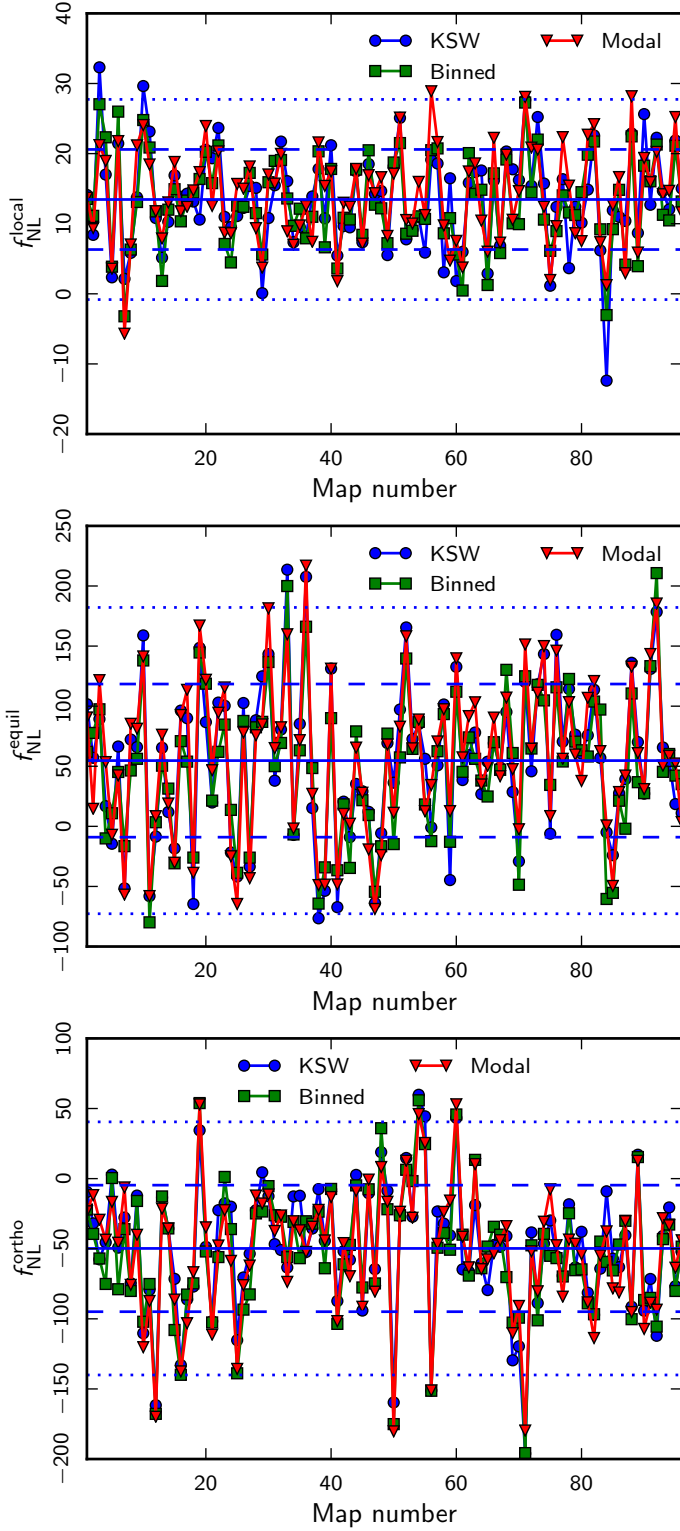 40
30
20
10
0
−10
−20
f_NL^local
KSW
Binned
Modal
20 40 60 80
Map number
250
200
150
100
50
0
−50
−100
f_NL^equil
KSW
Binned
Modal
20 40 60 80
Map number
100
50
0
−50
−100
−150
−200
f_NL^ortho
KSW
Binned
Modal
20 40 60 80
Map number